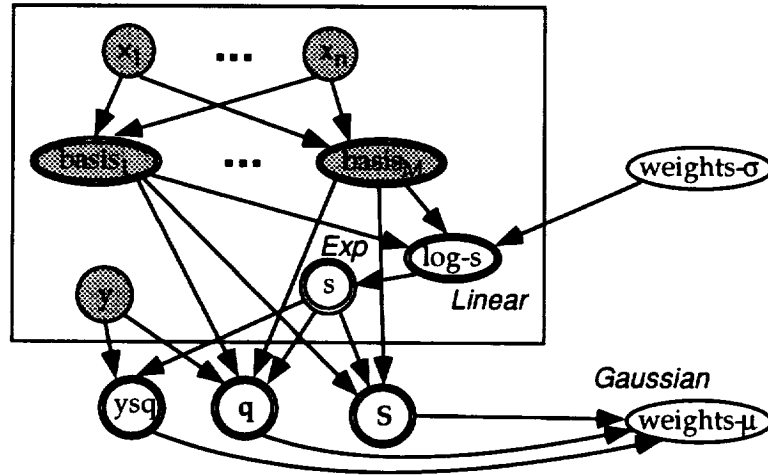 x1 ... xn
basis1 ... basisM
weights-σ
Exp
log-s
s
Linear
y
Gaussian
ysq
q
S
weights-μ